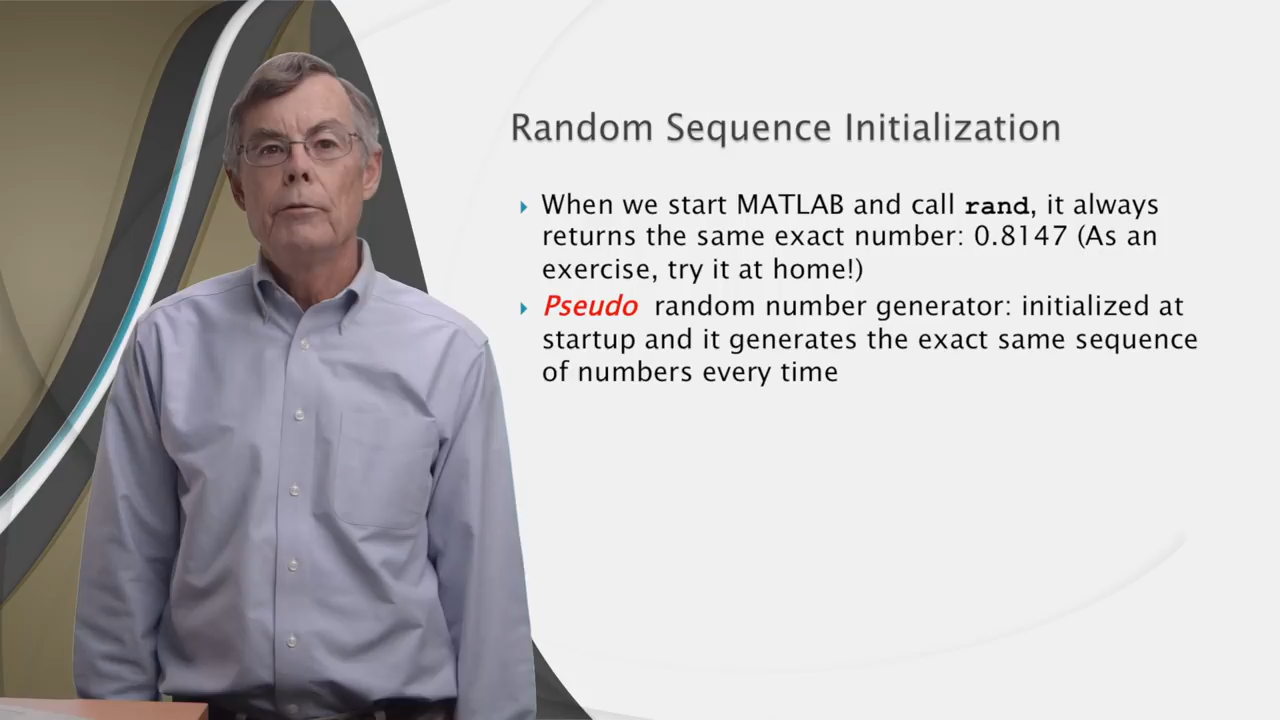 Random Sequence Initialization
When we start MATLAB and call rand, it always
returns the same exact number: 0.8147 (As an
exercise, try it at home!)
Pseudo random number generator: initialized at
startup and it generates the exact same sequence
of numbers every time